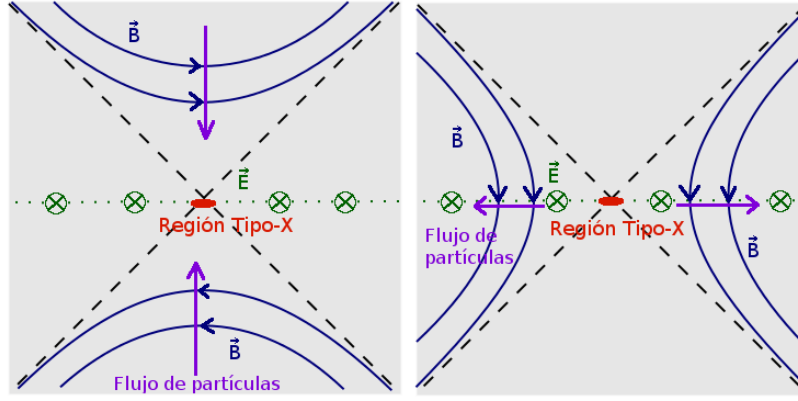 B
E
Región Tipo-X
B
Flujo de partículas
B
E
Flujo de
partículas
Región Tipo-X
B